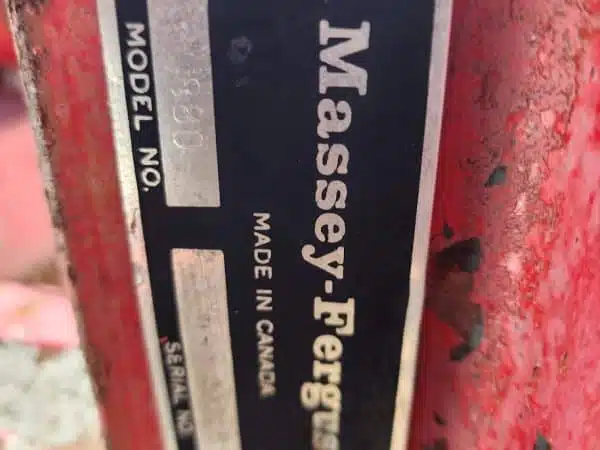 Massey-Fergus
MADE IN CANADA
MODEL NO. SERIAL NO.